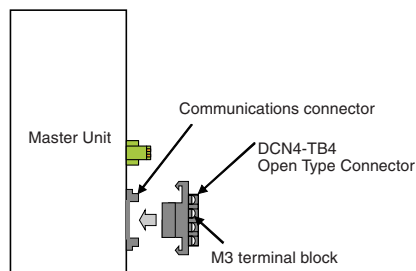 Communications connector
Master Unit
DCN4-TB4
Open Type Connector
M3 terminal block